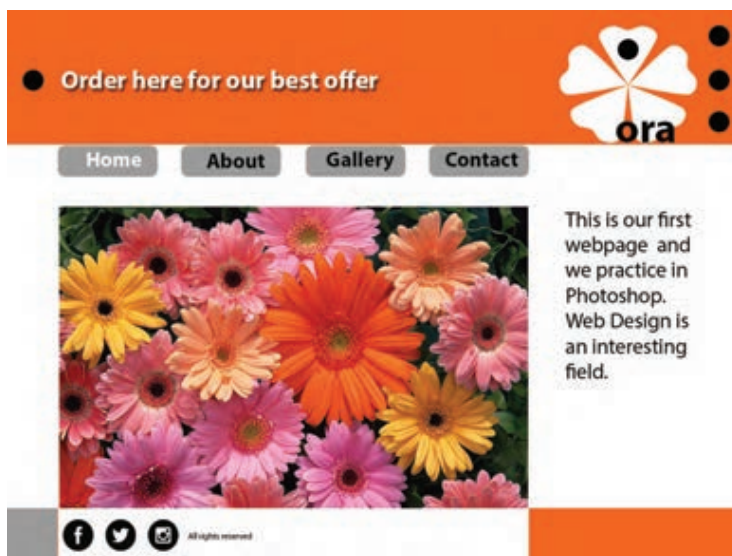 Order here for our best offer
ora
Home About Gallery Contact
This is our first
webpage and
we practice in
Photoshop.
Web Design is
an interesting
field.
All rights reserved